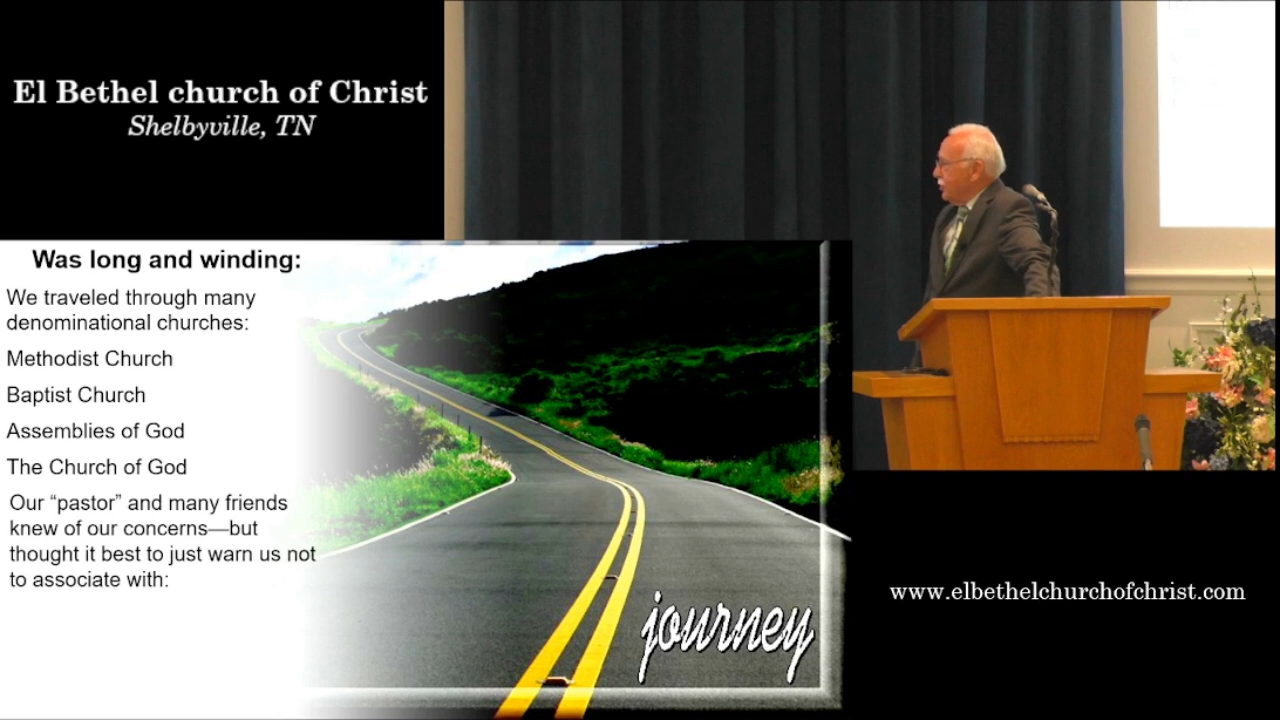 El Bethel church of Christ
Shelbyville, TN
Was long and winding:
We traveled through many
denominational churches:
Methodist Church
Baptist Church
Assemblies of God
The Church of God
Our “pastor” and many friends
knew of our concerns—but
thought it best to just warn us not
to associate with:
journey
www.elbethelchurchofchrist.com